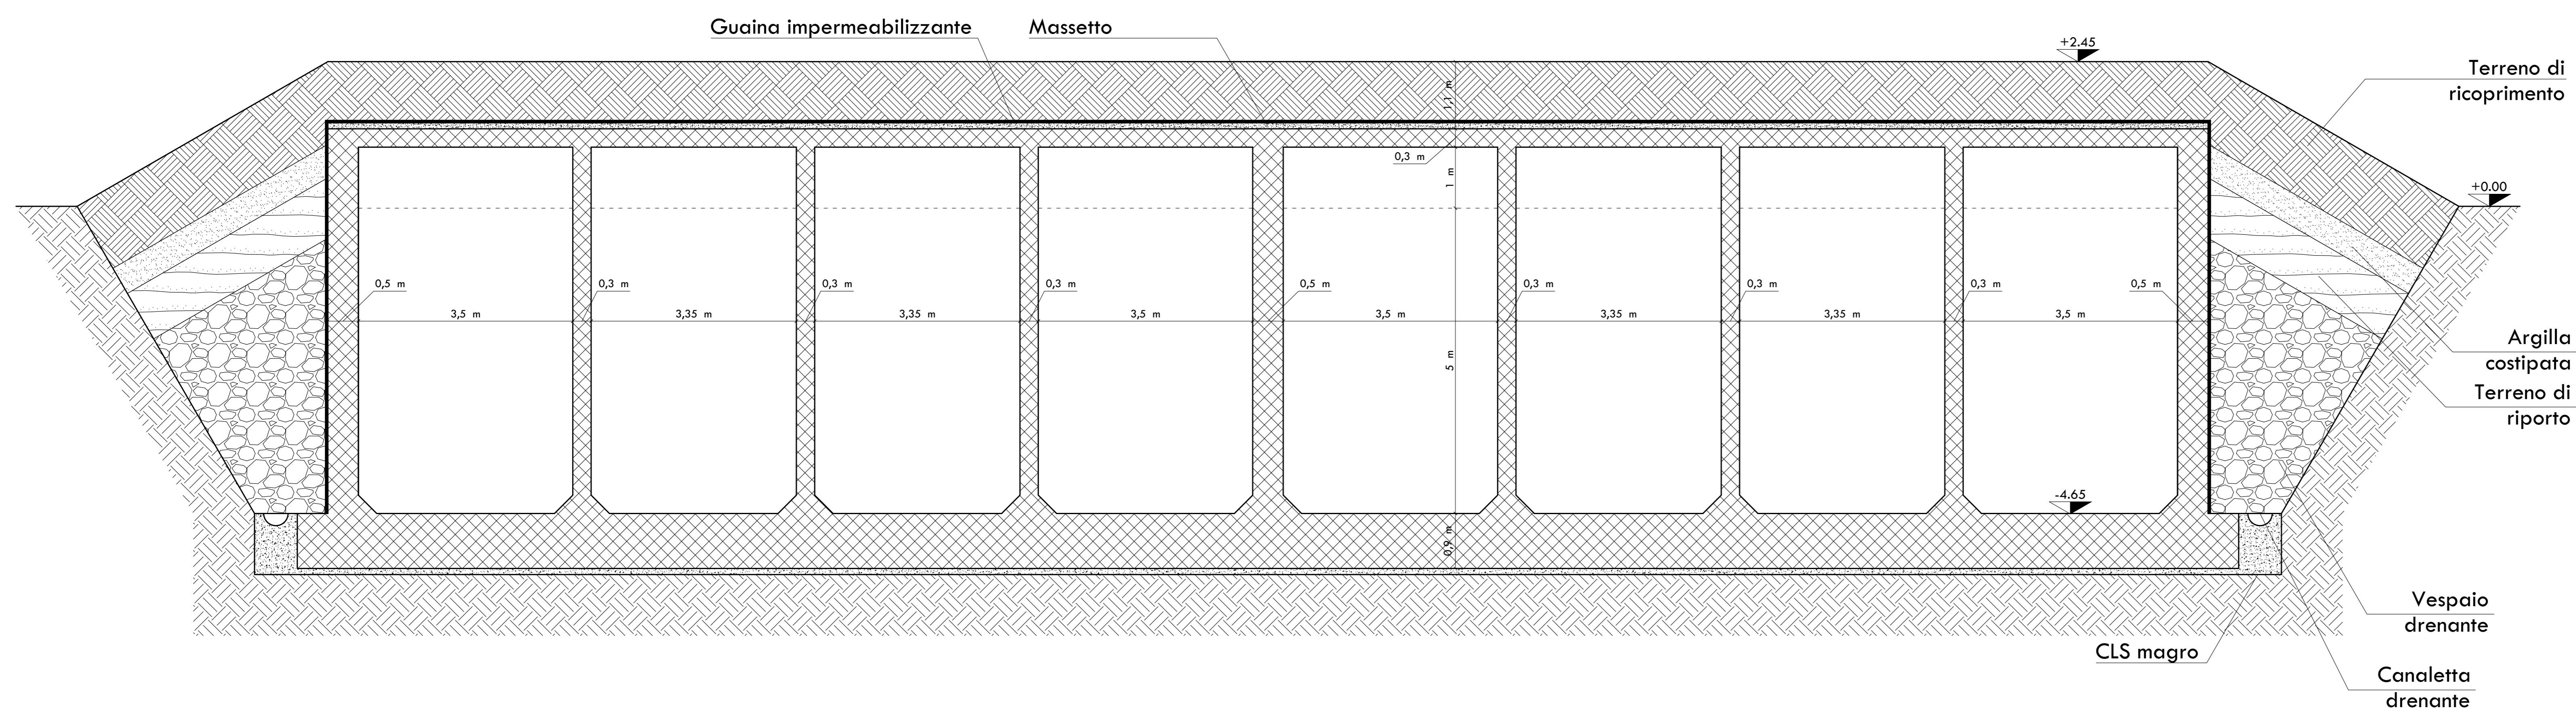 Guaina impermeabilizzante
Massetto
+2.45
Terreno di
ricoprimento
1,1 m
0,3 m
1 m
+0.00
0,5 m
0,3 m
0,3 m
0,3 m
0,5 m
0,3 m
0,3 m
0,3 m
0,5 m
3,5 m
3,35 m
3,35 m
3,5 m
3,5 m
3,35 m
3,35 m
3,5 m
5 m
Argilla
costipata
Terreno di
riporto
-4.65
0,9 m
Vespaio
drenante
CLS magro
Canaletta
drenante